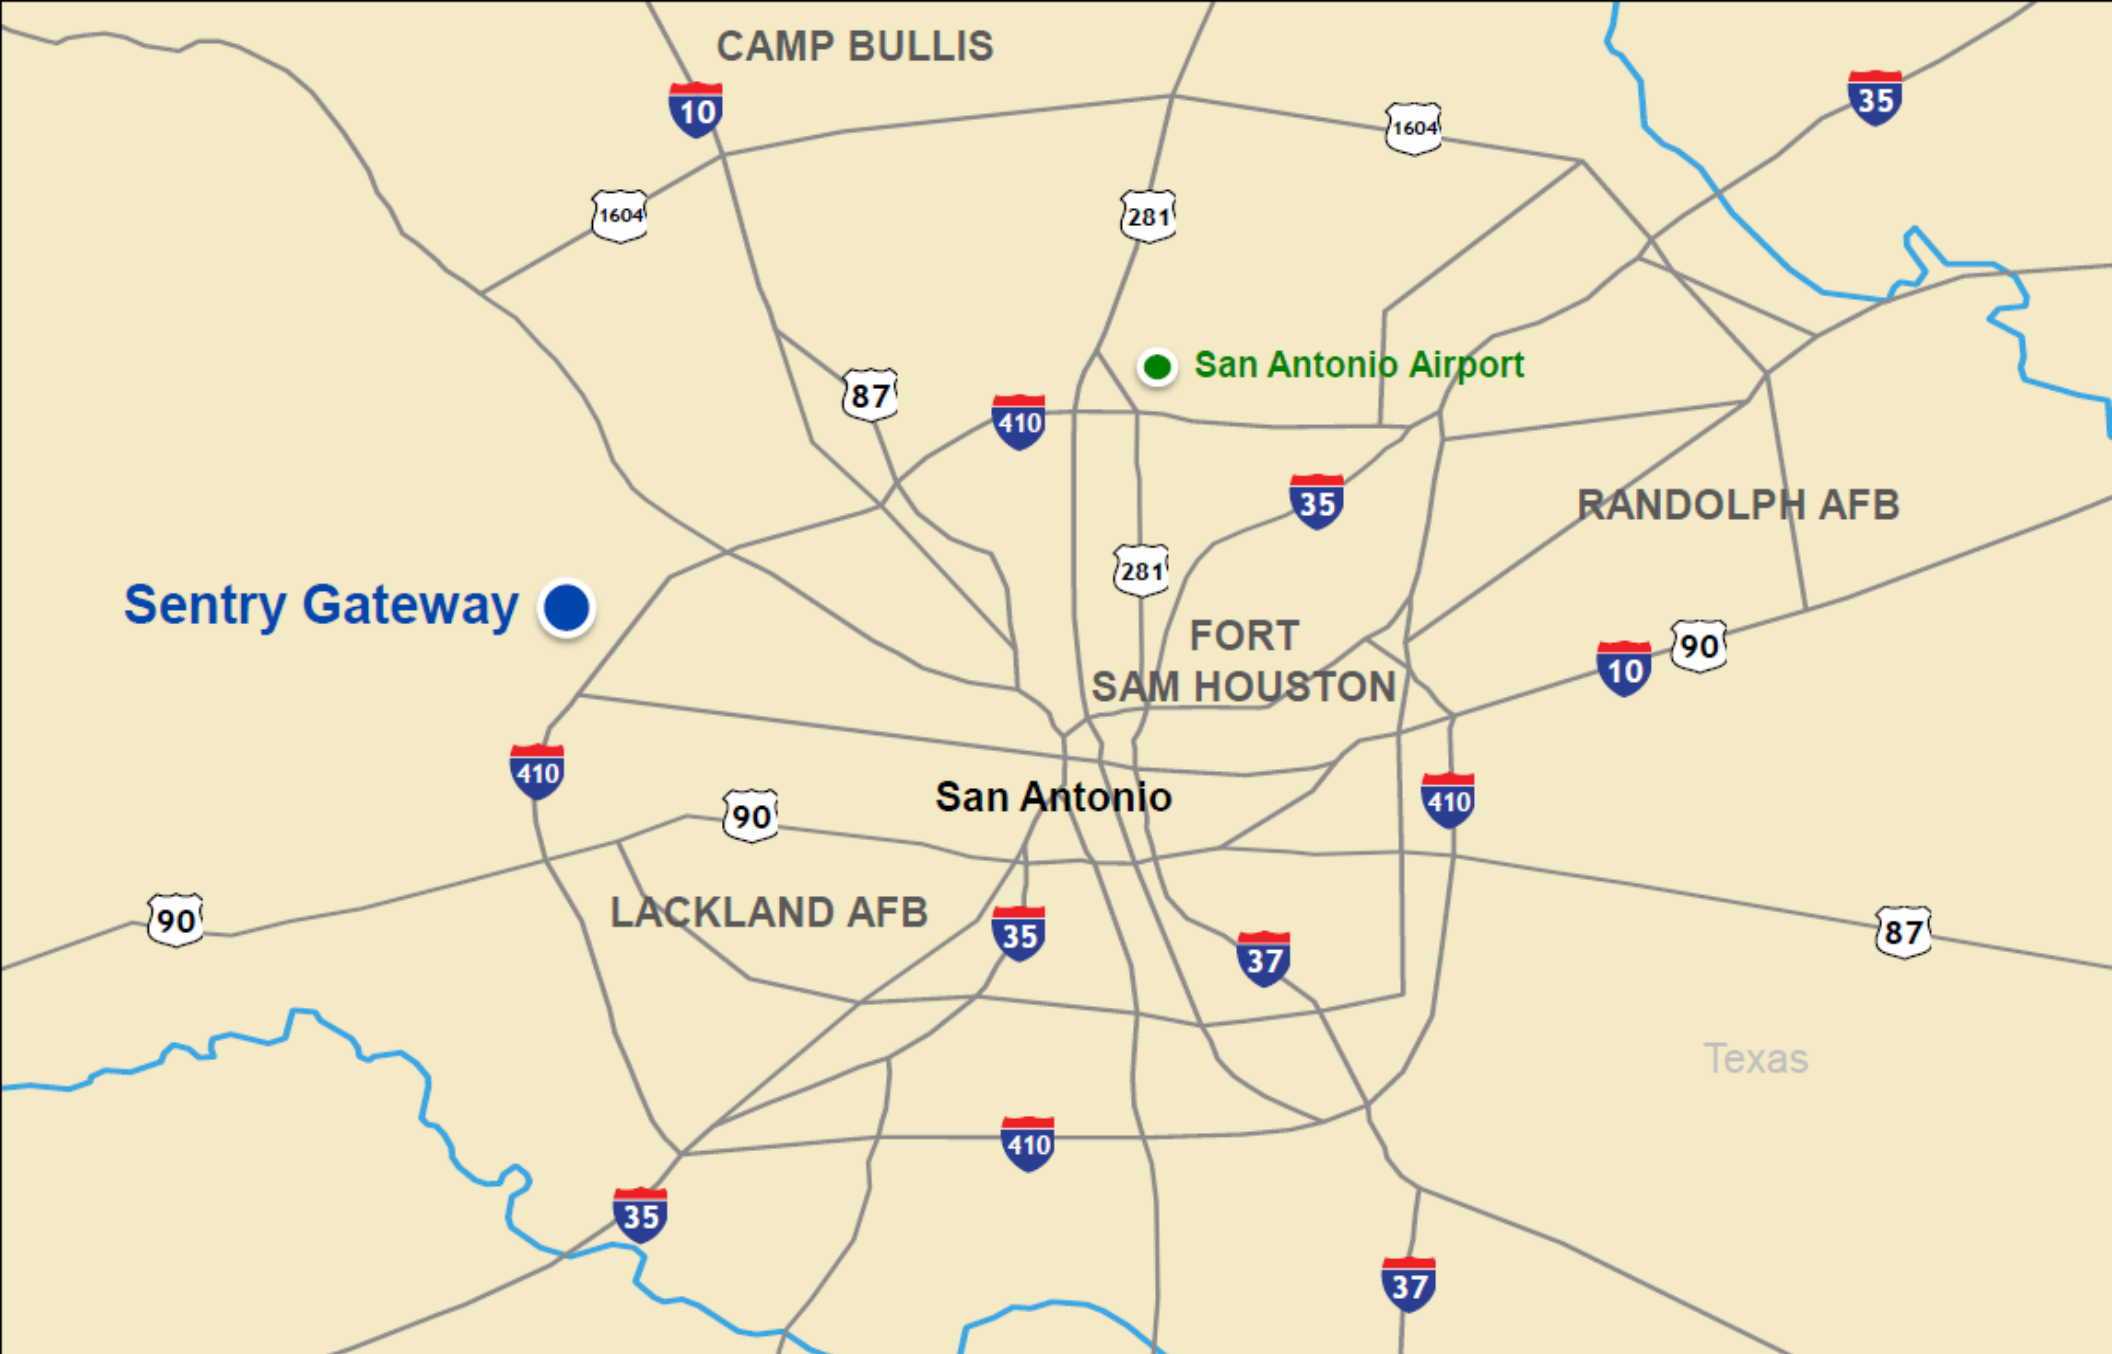 CAMP BULLIS
10
35
1604
1604
281
San Antonio Airport
87
410
35
RANDOLPH AFB
281
Sentry Gateway
FORT
SAM HOUSTON
90
10
410
San Antonio
410
90
LACKLAND AFB
90
35
87
37
Texas
410
35
37